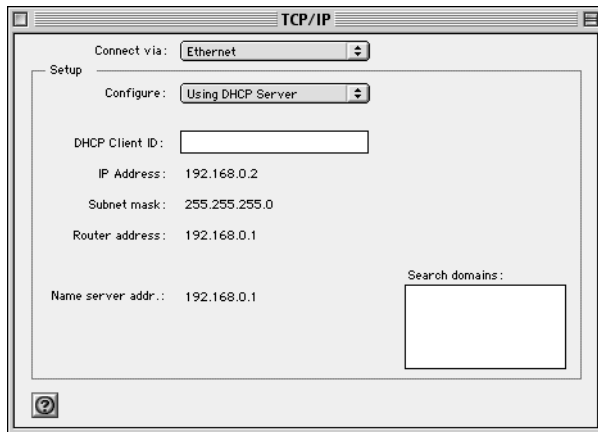 TCP/IP
Connect via: Ethernet
Setup
Configure: Using DHCP Server
DHCP Client ID:
IP Address: 192.168.0.2
Subnet mask: 255.255.255.0
Router address: 192.168.0.1
Search domains:
Name server addr.: 192.168.0.1
?